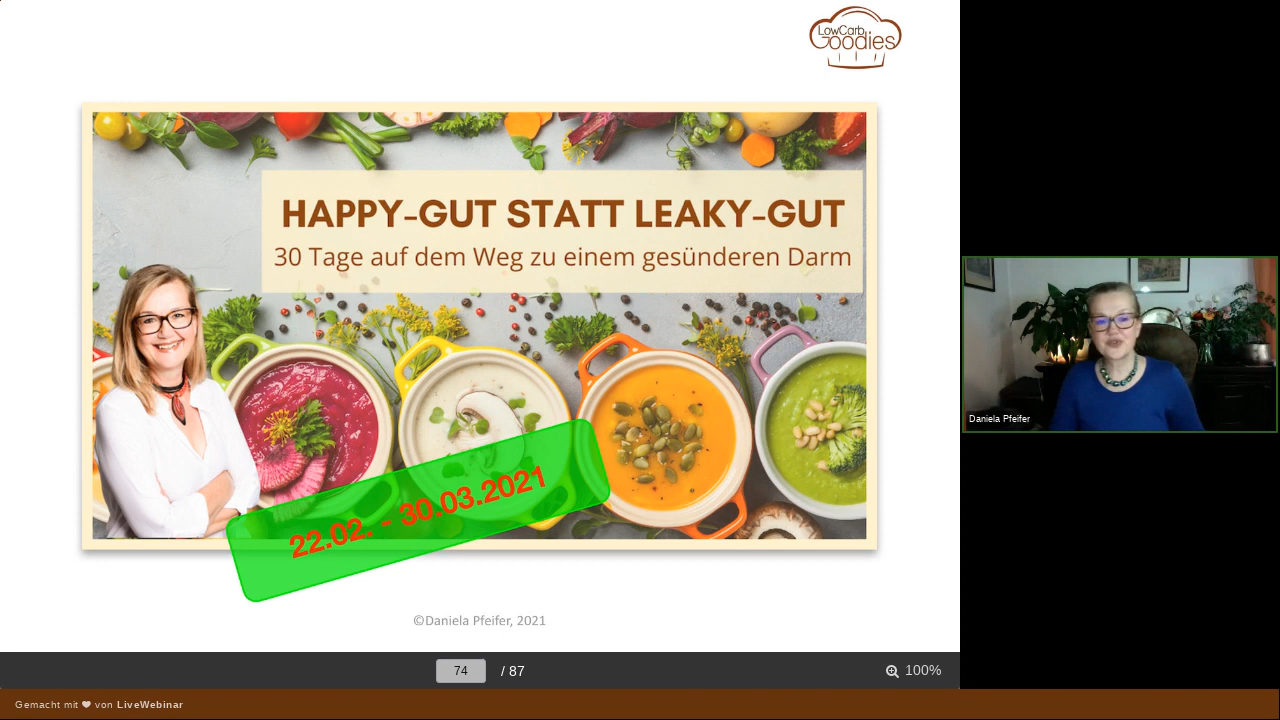 LowCarb
Goodies
HAPPY-GUT STATT LEAKY-GUT
30 Tage auf dem Weg zu einem gesünderen Darm
22.02. - 30.03.2021
©Daniela Pfeifer, 2021
Daniela Pfeifer
74 / 87
100%
Gemacht mit ❤ von LiveWebinar